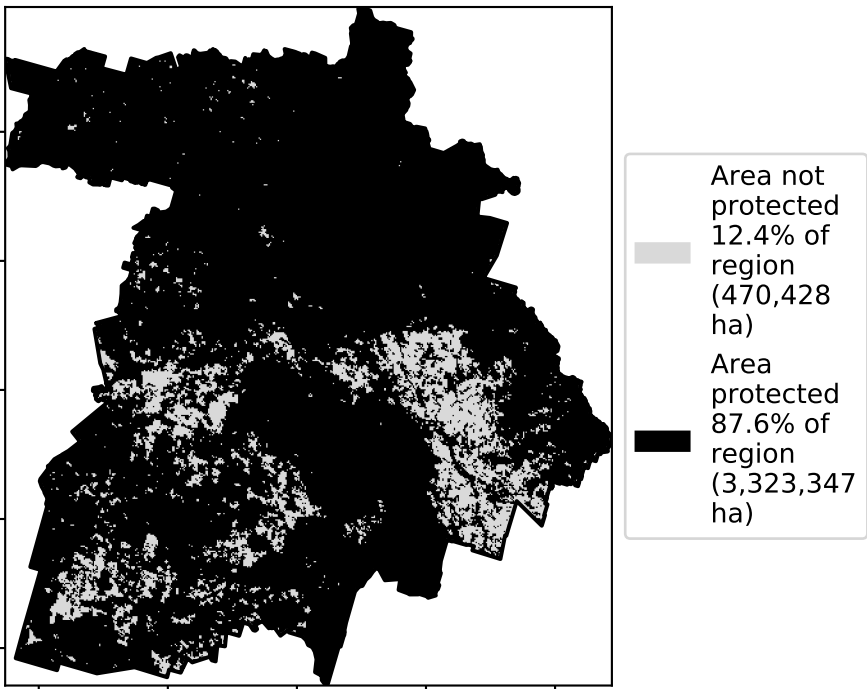 Area not
protected
12.4% of
region
(470,428
ha)
Area
protected
87.6% of
region
(3,323,347
ha)